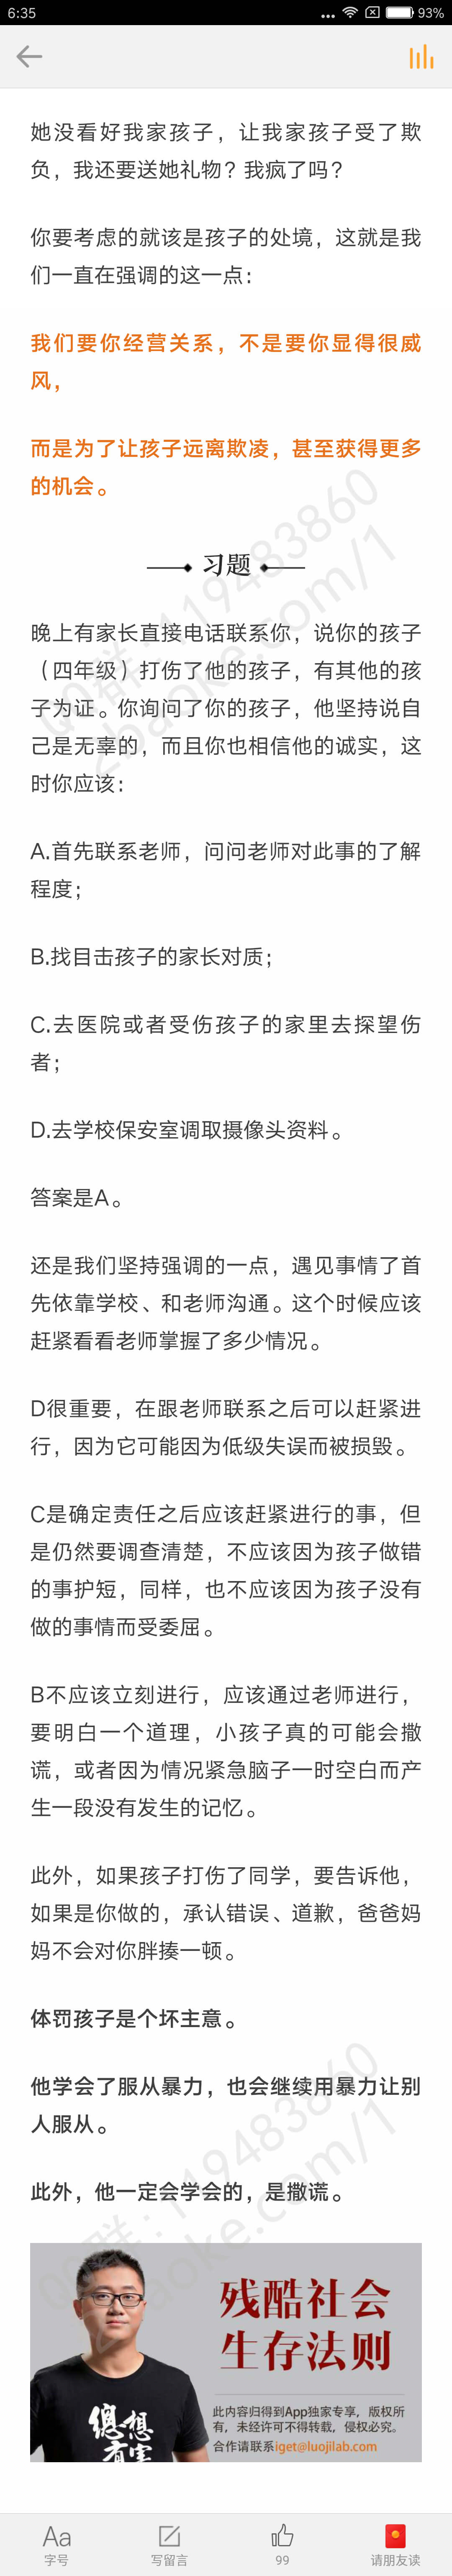 6:35
93%
她没看好我家孩子，让我家孩子受了欺
负，我还要送她礼物？我疯了吗？
你要考虑的就该是孩子的处境，这就是我
们一直在强调的这一点：
我们要你经营关系，不是要你显得很威
风，
而是为了让孩子远离欺凌，甚至获得更多
的机会。
习题
晚上有家长直接电话联系你，说你的孩子
（四年级）打伤了他的孩子，有其他的孩
子为证。你询问了你的孩子，他坚持说自
己是无辜的，而且你也相信他的诚实，这
时你应该：
A.首先联系老师，问问老师对此事的了解
程度；
B.找目击孩子的家长对质；
C.去医院或者受伤孩子的家里去探望伤
者；
D.去学校保安室调取摄像头资料。
答案是A。
还是我们坚持强调的一点，遇见事情了首
先依靠学校、和老师沟通。这个时候应该
赶紧看看老师掌握了多少情况。
D很重要，在跟老师联系之后可以赶紧进
行，因为它可能因为低级失误而被损毁。
C是确定责任之后应该赶紧进行的事，但
是仍然要调查清楚，不应该因为孩子做错
的事护短，同样，也不应该因为孩子没有
做的事情而受委屈。
B不应该立刻进行，应该通过老师进行，
要明白一个道理，小孩子真的可能会撒
谎，或者因为情况紧急脑子一时空白而产
生一段没有发生的记忆。
此外，如果孩子打伤了同学，要告诉他，
如果是你做的，承认错误、道歉，爸爸妈
妈不会对你胖揍一顿。
体罚孩子是个坏主意。
他学会了服从暴力，也会继续用暴力让别
人服从。
此外，他一定会学会的，是撒谎。
残酷社会
生存法则
此内容归得到App独家专享，版权所
有，未经许可不得转载，侵权必究。
合作请联系iget@luojilab.com
QQ群:119483860
2baoke.com/1
QQ群:119483860
2baoke.com/1
Aa
字号
写留言
99
请朋友读